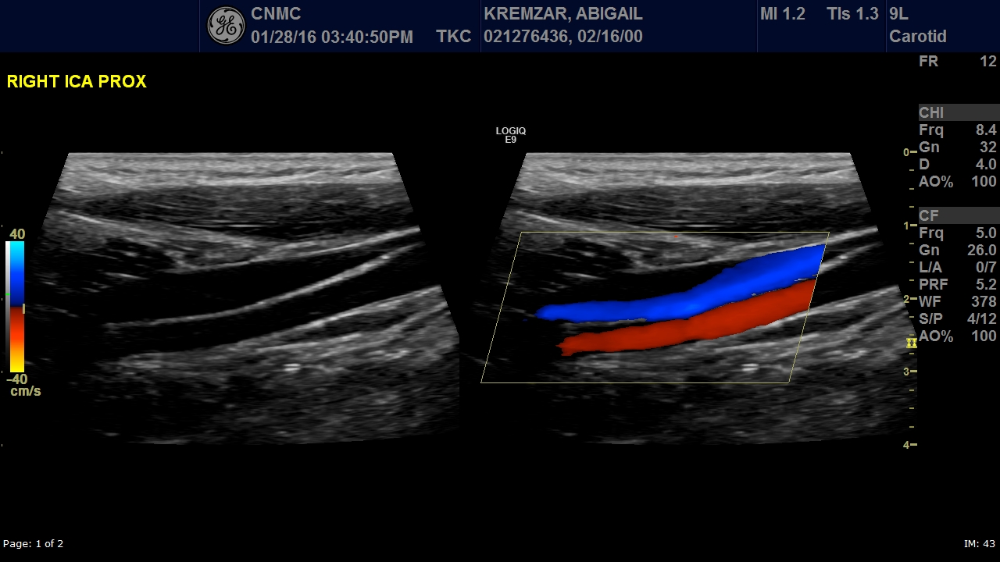 CNMC
01/28/16 03:40:50PM TKC
KREMZAR, ABIGAIL
021276436, 02/16/00
MI 1.2 TIs 1.3
9L
Carotid
RIGHT ICA PROX
LOGIQ
E9
FR 12
CHI
Frq 8.4
Gn 32
D 4.0
AO% 100
CF
Frq 5.0
Gn 26.0
L/A 0/7
PRF 5.2
WF 378
S/P 4/12
AO% 100
40
-40
cm/s
0
1
2
3
4
Page: 1 of 2
IM: 43